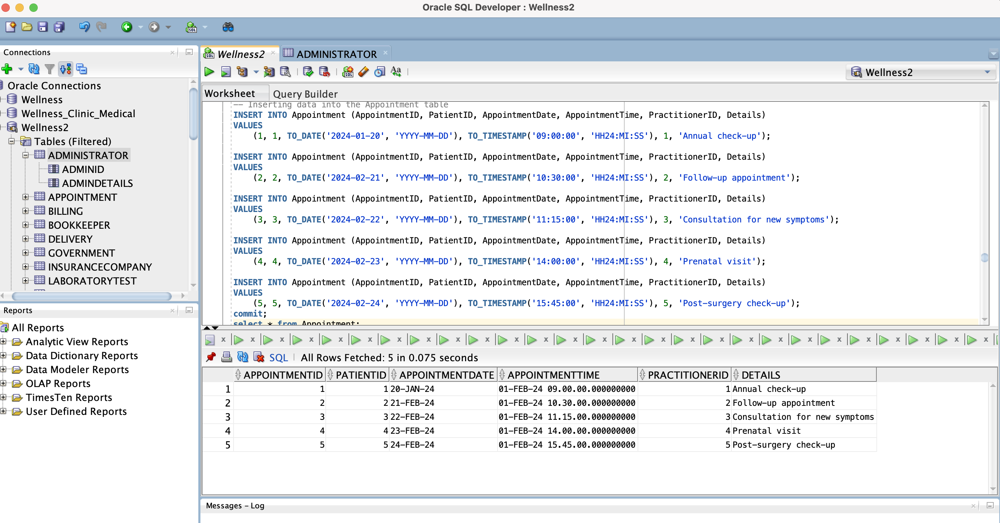 Oracle SQL Developer : Wellness2
Connections
Oracle Connections
Wellness
Wellness_Clinic_Medical
Wellness2
Tables (Filtered)
ADMINISTRATOR
ADMINID
ADMINDETAILS
APPOINTMENT
BILLING
BOOKKEEPER
DELIVERY
GOVERNMENT
INSURANCECOMPANY
LABORATORYTEST
Reports
All Reports
Analytic View Reports
Data Dictionary Reports
Data Modeler Reports
OLAP Reports
TimesTen Reports
User Defined Reports
Wellness2 ADMINISTRATOR
Wellness2
Worksheet Query Builder
-- Inserting data into the Appointment table
INSERT INTO Appointment (AppointmentID, PatientID, AppointmentDate, AppointmentTime, PractitionerID, Details)
VALUES
(1, 1, TO_DATE('2024-01-20', 'YYYY-MM-DD'), TO_TIMESTAMP('09:00:00', 'HH24:MI:SS'), 1, 'Annual check-up');
INSERT INTO Appointment (AppointmentID, PatientID, AppointmentDate, AppointmentTime, PractitionerID, Details)
VALUES
(2, 2, TO_DATE('2024-02-21', 'YYYY-MM-DD'), TO_TIMESTAMP('10:30:00', 'HH24:MI:SS'), 2, 'Follow-up appointment');
INSERT INTO Appointment (AppointmentID, PatientID, AppointmentDate, AppointmentTime, PractitionerID, Details)
VALUES
(3, 3, TO_DATE('2024-02-22', 'YYYY-MM-DD'), TO_TIMESTAMP('11:15:00', 'HH24:MI:SS'), 3, 'Consultation for new symptoms');
INSERT INTO Appointment (AppointmentID, PatientID, AppointmentDate, AppointmentTime, PractitionerID, Details)
VALUES
(4, 4, TO_DATE('2024-02-23', 'YYYY-MM-DD'), TO_TIMESTAMP('14:00:00', 'HH24:MI:SS'), 4, 'Prenatal visit');
INSERT INTO Appointment (AppointmentID, PatientID, AppointmentDate, AppointmentTime, PractitionerID, Details)
VALUES
(5, 5, TO_DATE('2024-02-24', 'YYYY-MM-DD'), TO_TIMESTAMP('15:45:00', 'HH24:MI:SS'), 5, 'Post-surgery check-up');
commit;
select * from Appointment;
SQL All Rows Fetched: 5 in 0.075 seconds
APPOINTMENTID PATIENTID APPOINTMENTDATE APPOINTMENTTIME PRACTITIONERID DETAILS
1 1 1 20-JAN-24 01-FEB-24 09.00.00.000000000 1 Annual check-up
2 2 2 21-FEB-24 01-FEB-24 10.30.00.000000000 2 Follow-up appointment
3 3 3 22-FEB-24 01-FEB-24 11.15.00.000000000 3 Consultation for new symptoms
4 4 4 23-FEB-24 01-FEB-24 14.00.00.000000000 4 Prenatal visit
5 5 5 24-FEB-24 01-FEB-24 15.45.00.000000000 5 Post-surgery check-up
Messages - Log